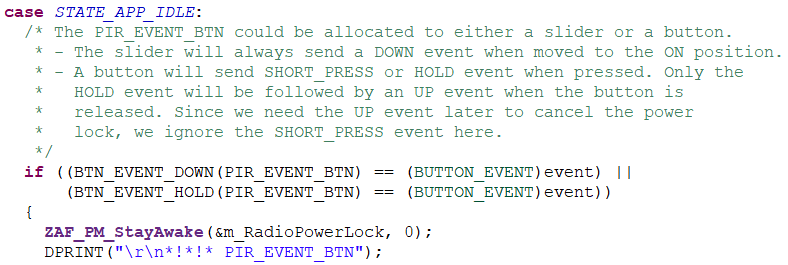 case STATE_APP_IDLE:
/* The PIR_EVENT_BTN could be allocated to either a slider or a button.
* - The slider will always send a DOWN event when moved to the ON position.
* - A button will send SHORT_PRESS or HOLD event when pressed. Only the
*   HOLD event will be followed by an UP event when the button is
*   released. Since we need the UP event later to cancel the power
*   lock, we ignore the SHORT_PRESS event here.
*/
if ((BTN_EVENT_DOWN(PIR_EVENT_BTN) == (BUTTON_EVENT)event) ||
(BTN_EVENT_HOLD(PIR_EVENT_BTN) == (BUTTON_EVENT)event))
{
ZAF_PM_StayAwake(&m_RadioPowerLock, 0);
DPRINT("\r\n*!*!* PIR_EVENT_BTN");